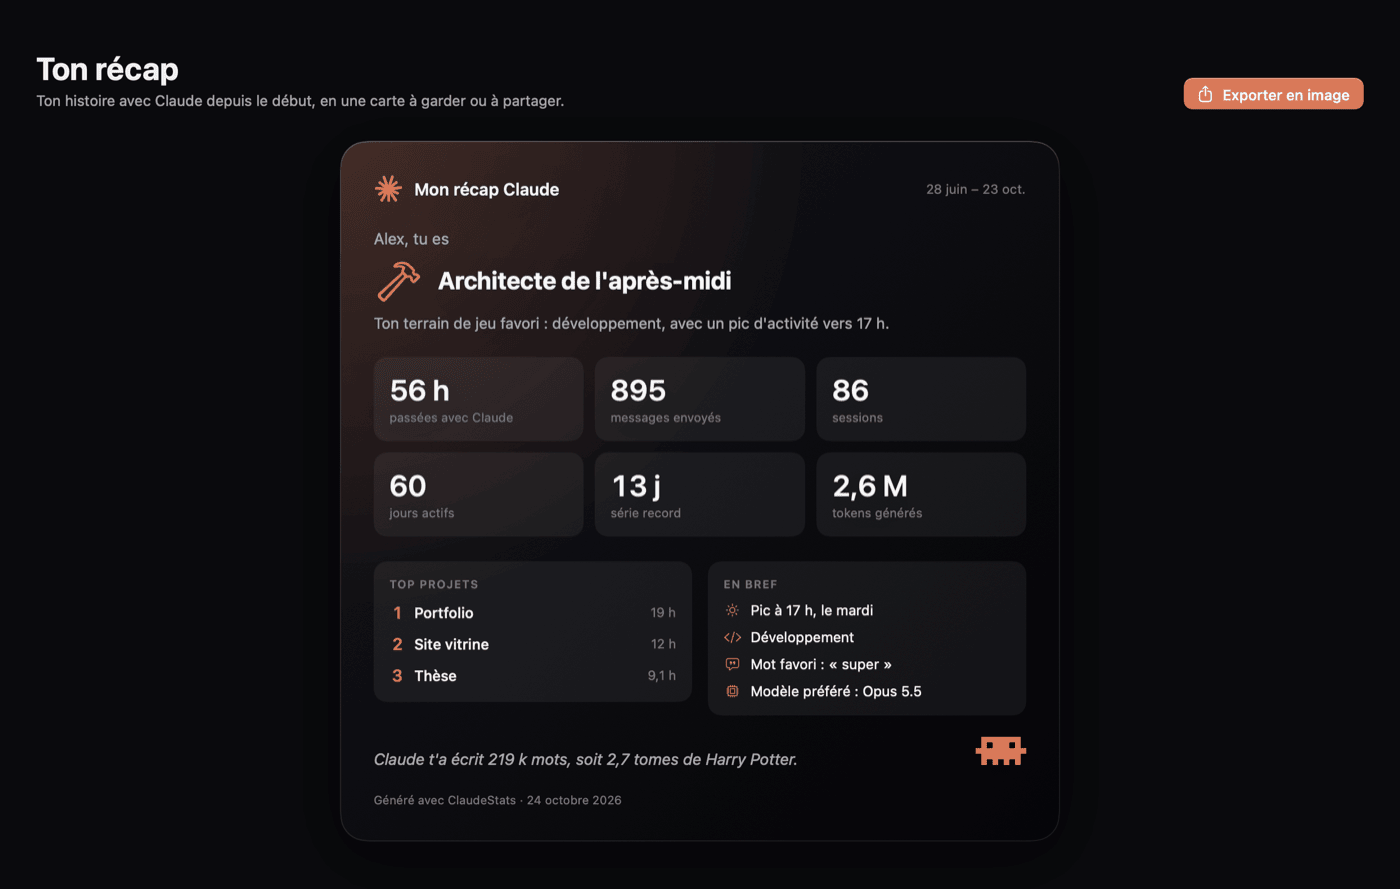 Ton récap
Ton histoire avec Claude depuis le début, en une carte à garder ou à partager.
Exporter en image
Mon récap Claude
28 juin – 23 oct.
Alex, tu es
Architecte de l'après-midi
Ton terrain de jeu favori : développement, avec un pic d'activité vers 17 h.
56 h
passées avec Claude
895
messages envoyés
86
sessions
60
jours actifs
13 j
série record
2,6 M
tokens générés
TOP PROJETS
1 Portfolio 19 h
2 Site vitrine 12 h
3 Thèse 9,1 h
EN BREF
Pic à 17 h, le mardi
Développement
Mot favori : « super »
Modèle préféré : Opus 5.5
Claude t'a écrit 219 k mots, soit 2,7 tomes de Harry Potter.
Généré avec ClaudeStats · 24 octobre 2026